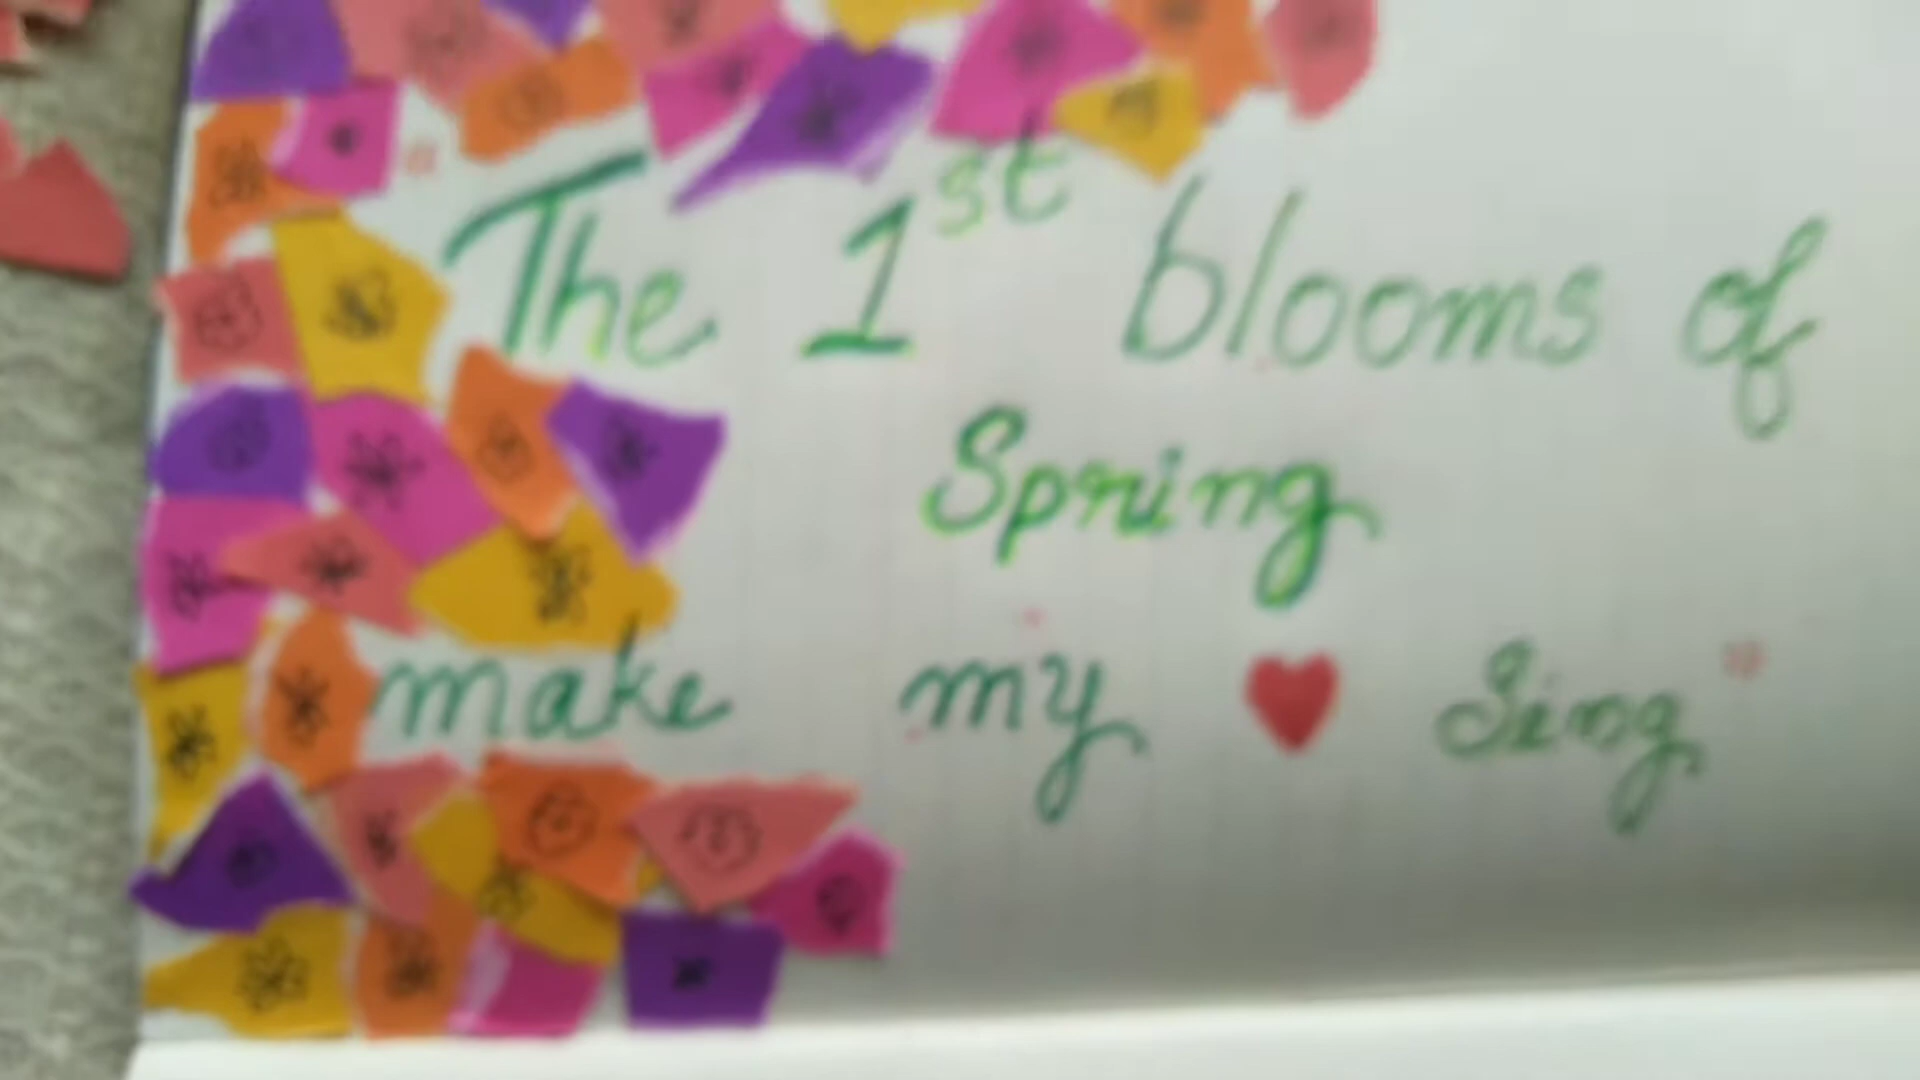 "The 1st blooms of
Spring
make my ❤ Sing"